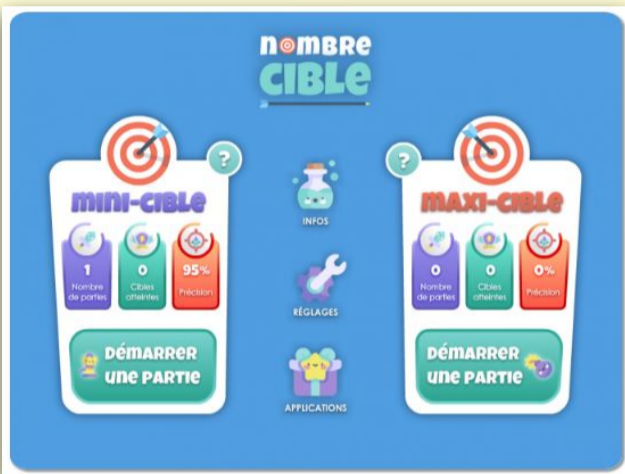 NOMBRE
CIBLE
?
MINI-CIBLE
1
Nombre
de parties
0
Cibles
atteintes
95%
Précision
DÉMARRER
UNE PARTIE
INFOS
RÉGLAGES
APPLICATIONS
?
MAXI-CIBLE
0
Nombre
de parties
0
Cibles
atteintes
0%
Précision
DÉMARRER
UNE PARTIE